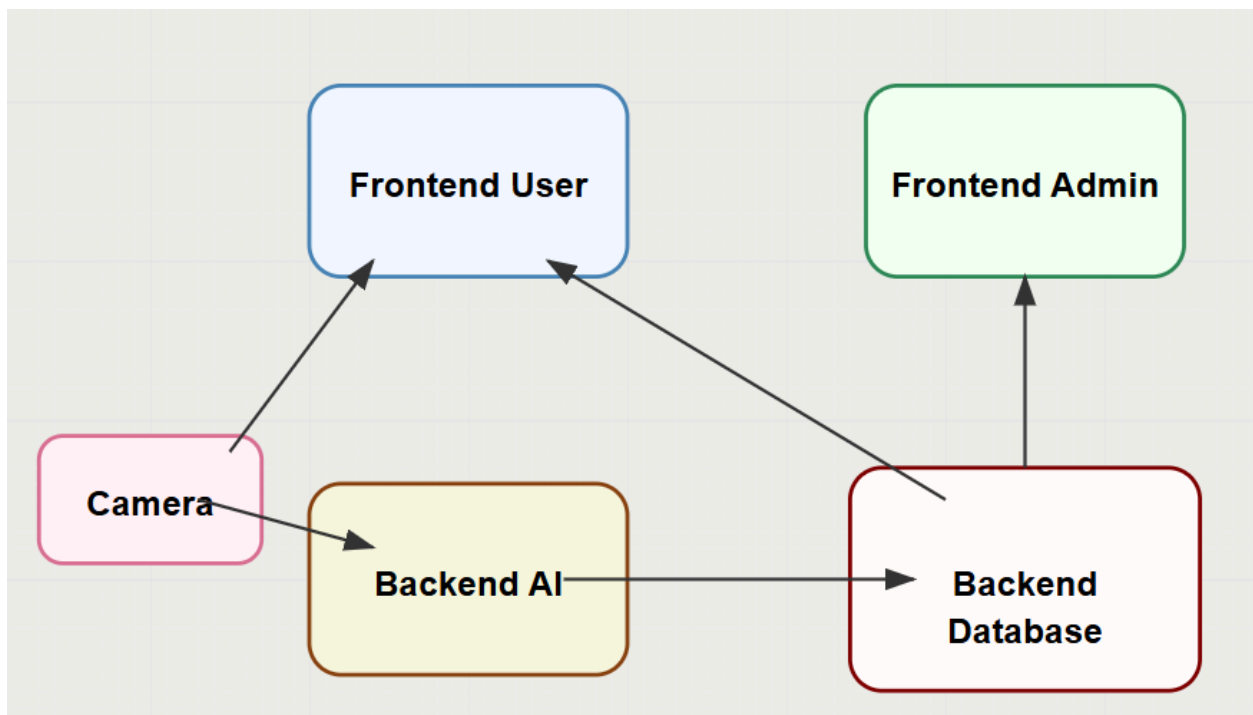 Frontend User
Frontend Admin
Camera
Backend AI
Backend
Database